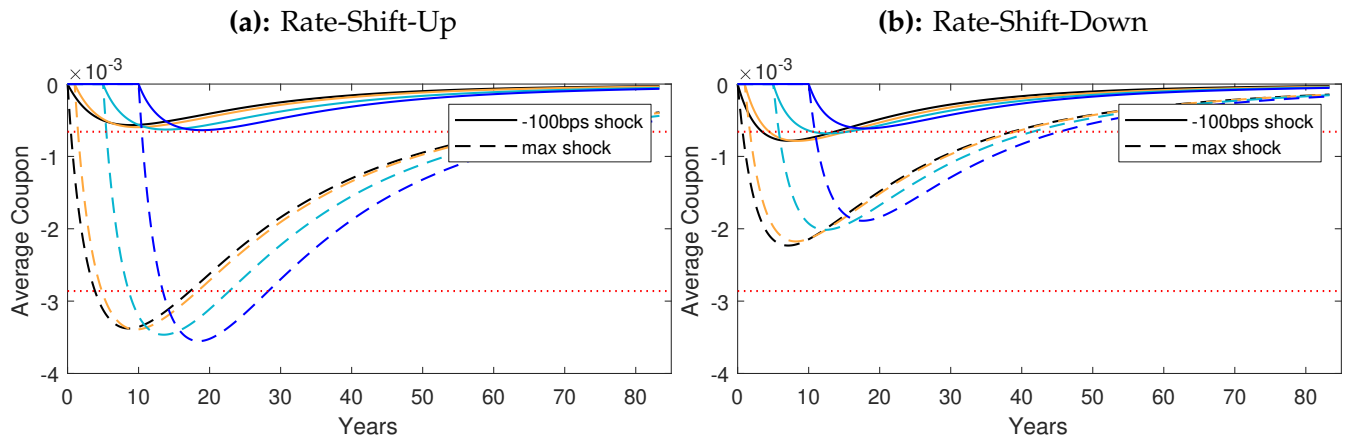 (a): Rate-Shift-Up
×10⁻³
0
-1
-2
-3
-4
Average Coupon
0 10 20 30 40 50 60 70 80
Years
-100bps shock
max shock
(b): Rate-Shift-Down
×10⁻³
0
-1
-2
-3
-4
Average Coupon
0 10 20 30 40 50 60 70 80
Years
-100bps shock
max shock